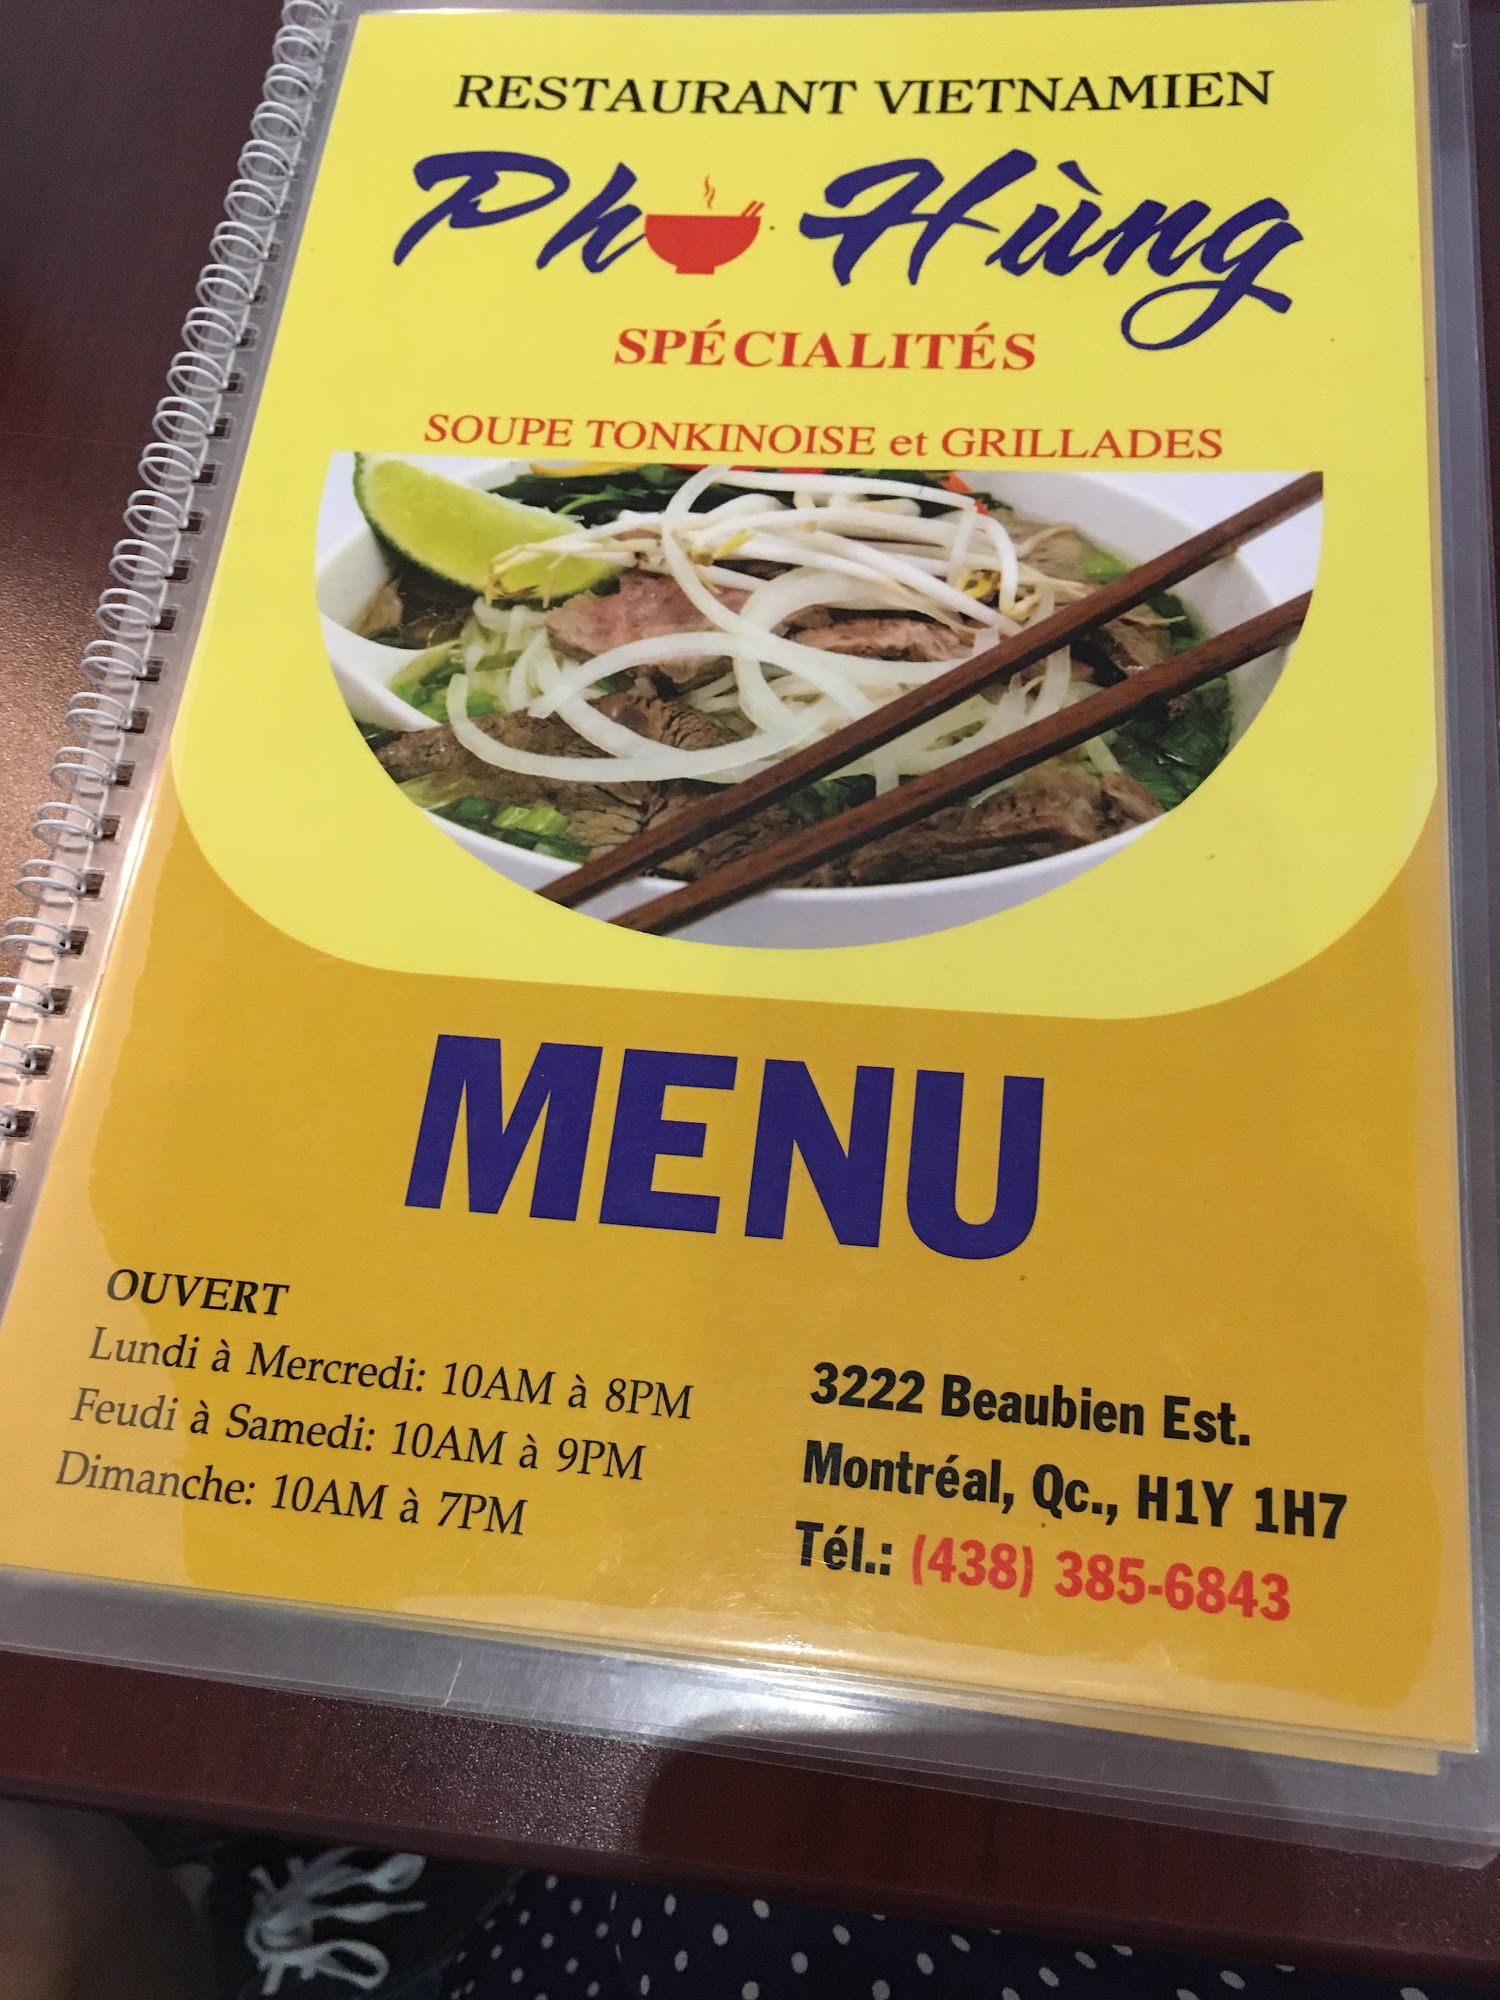 RESTAURANT VIETNAMIEN
Ph Hùng
SPÉCIALITÉS
SOUPE TONKINOISE et GRILLADES
MENU
OUVERT
Lundi à Mercredi: 10AM à 8PM
Feudi à Samedi: 10AM à 9PM
Dimanche: 10AM à 7PM
3222 Beaubien Est.
Montréal, Qc., H1Y 1H7
Tél.: (438) 385-6843